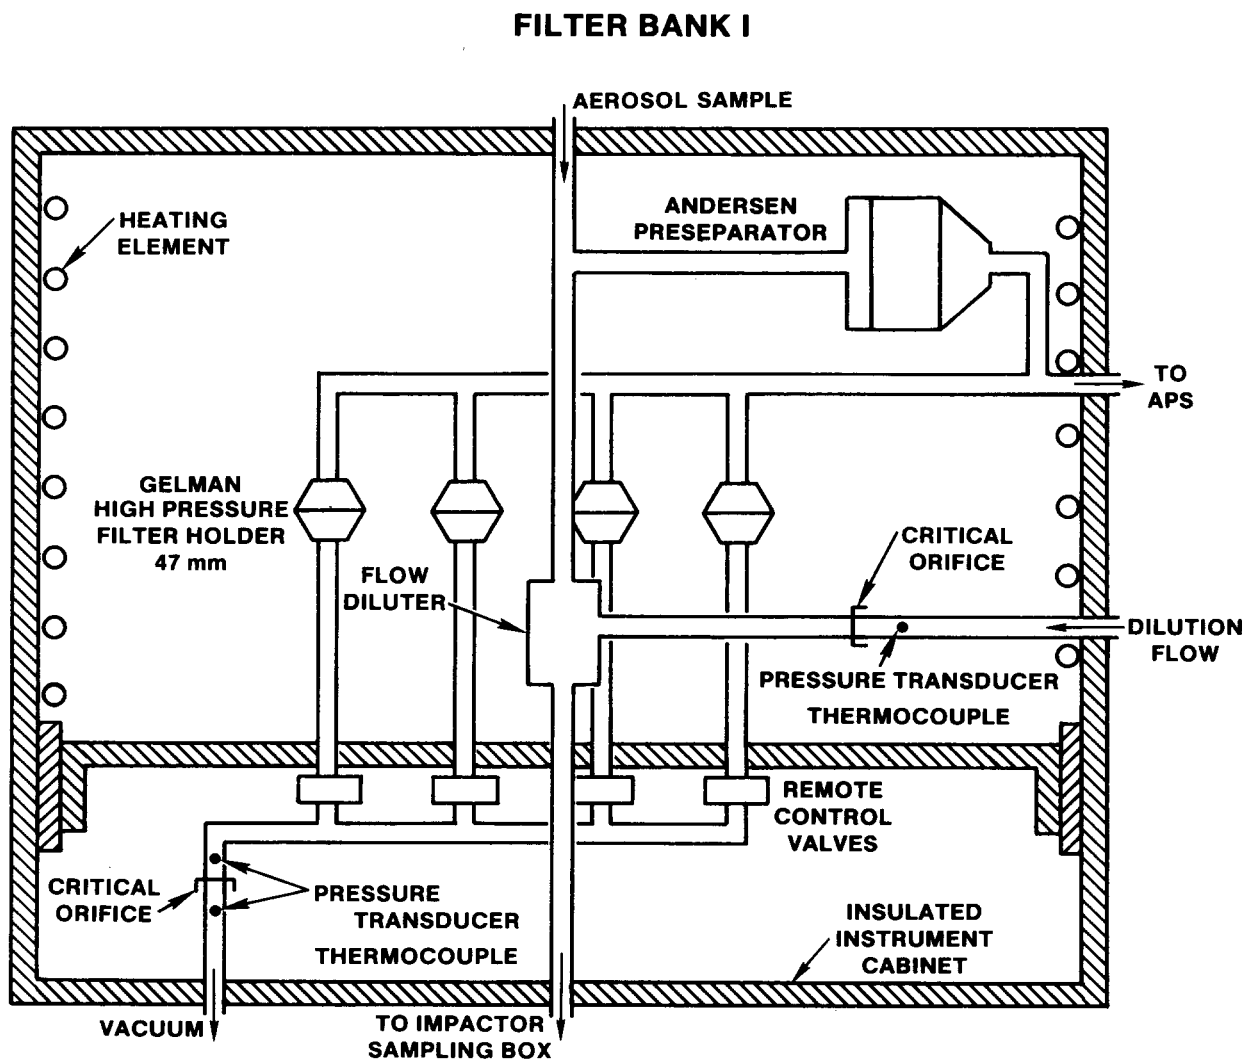 FILTER BANK I
AEROSOL SAMPLE
HEATING
ELEMENT
ANDERSEN
PRESEPARATOR
TO
APS
GELMAN
HIGH PRESSURE
FILTER HOLDER
47 mm
CRITICAL
ORIFICE
FLOW
DILUTER
DILUTION
FLOW
PRESSURE TRANSDUCER
THERMOCOUPLE
REMOTE
CONTROL
VALVES
CRITICAL
ORIFICE
PRESSURE
TRANSDUCER
THERMOCOUPLE
INSULATED
INSTRUMENT
CABINET
VACUUM
TO IMPACTOR
SAMPLING BOX